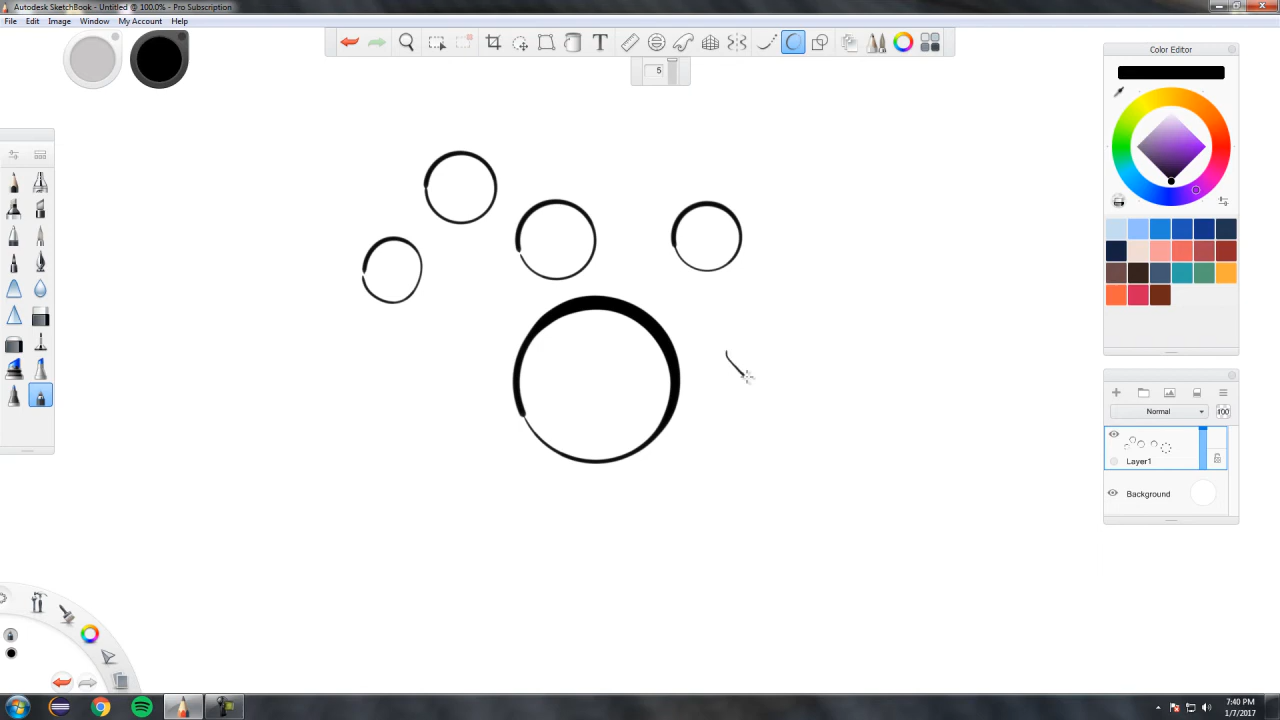 Autodesk SketchBook - Untitled @ 100.0% - Pro Subscription
File Edit Image Window My Account Help
T
5
Color Editor
Normal
100
Layer1
Background
7:40 PM
1/7/2017